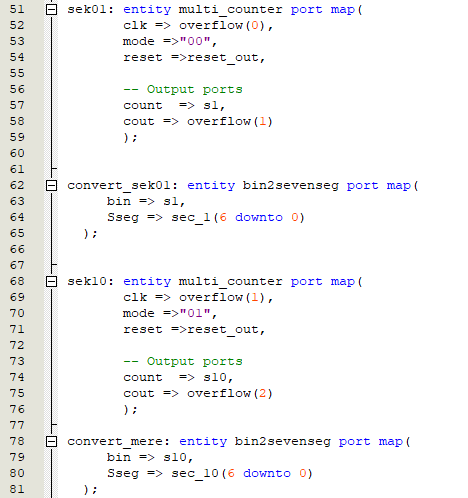 51 sek01: entity multi_counter port map(
52 clk => overflow(0),
53 mode =>"00",
54 reset =>reset_out,
55
56 -- Output ports
57 count  => s1,
58 cout => overflow(1)
59 );
60
61
62 convert_sek01: entity bin2sevenseg port map(
63 bin => s1,
64 Sseg => sec_1(6 downto 0)
65 );
66
67
68 sek10: entity multi_counter port map(
69 clk => overflow(1),
70 mode =>"01",
71 reset =>reset_out,
72
73 -- Output ports
74 count  => s10,
75 cout => overflow(2)
76 );
77
78 convert_mere: entity bin2sevenseg port map(
79 bin => s10,
80 Sseg => sec_10(6 downto 0)
81 );